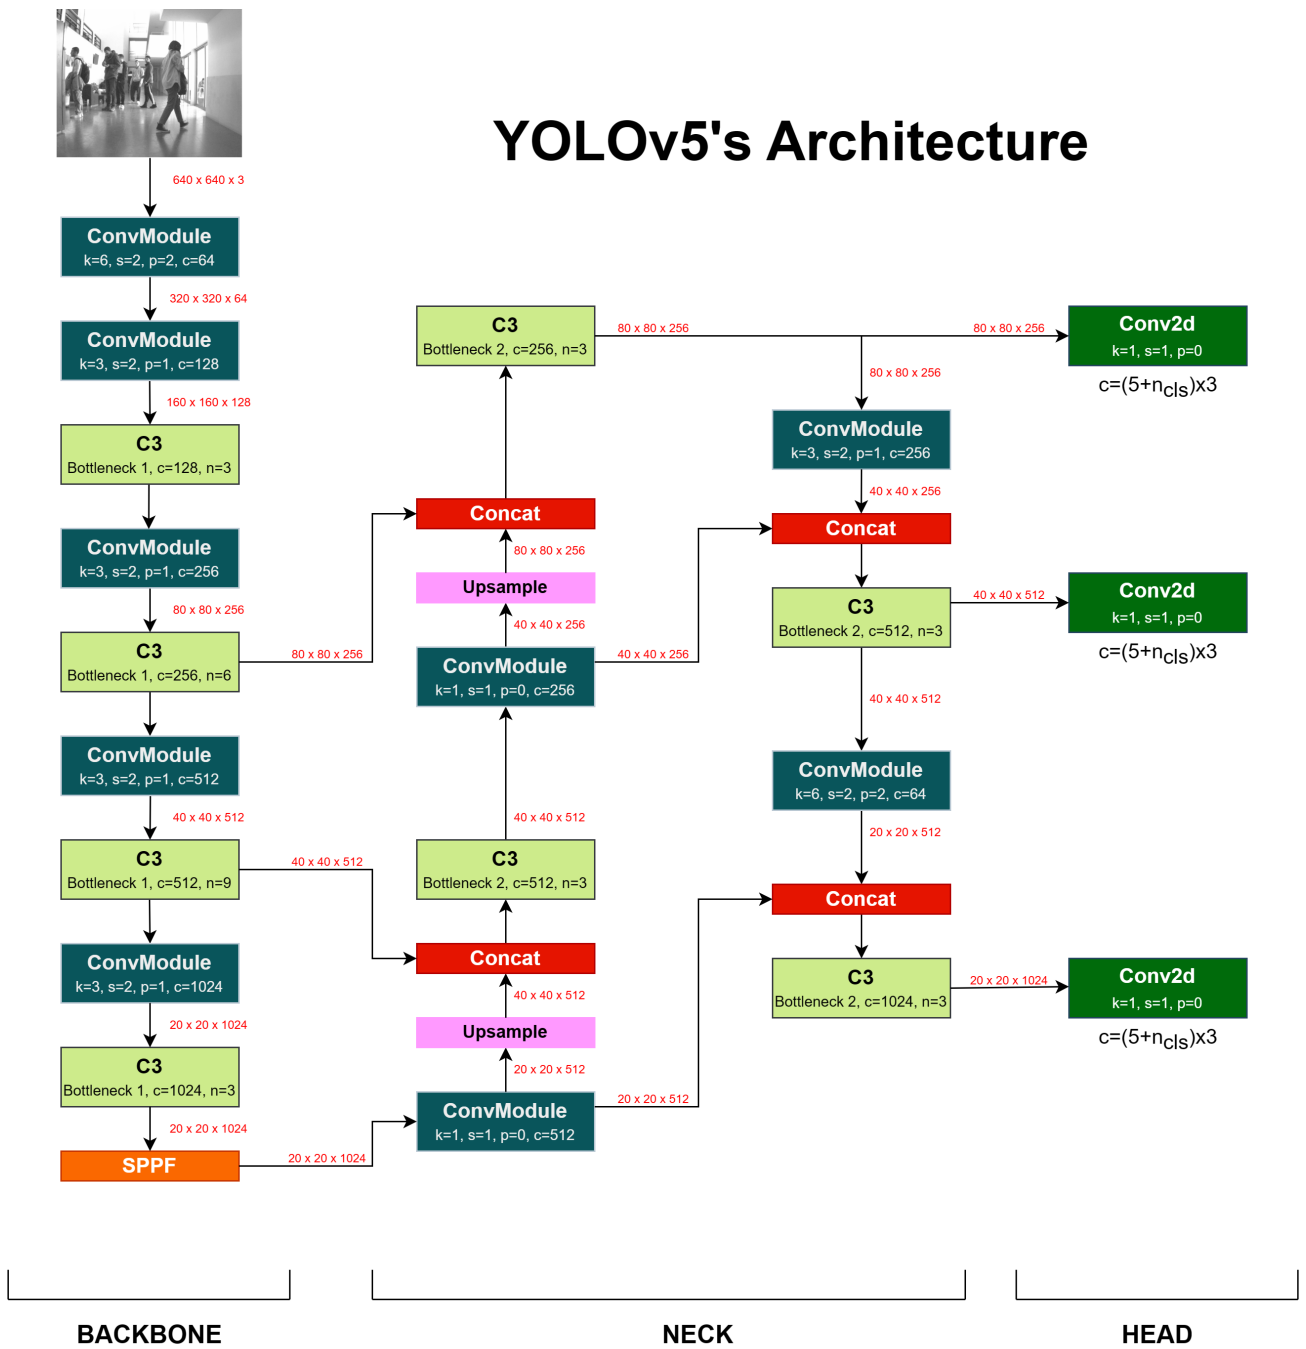 YOLOv5's Architecture
640 x 640 x 3
ConvModule
k=6, s=2, p=2, c=64
320 x 320 x 64
ConvModule
k=3, s=2, p=1, c=128
160 x 160 x 128
C3
Bottleneck 1, c=128, n=3
ConvModule
k=3, s=2, p=1, c=256
80 x 80 x 256
C3
Bottleneck 1, c=256, n=6
80 x 80 x 256
ConvModule
k=3, s=2, p=1, c=512
40 x 40 x 512
C3
Bottleneck 1, c=512, n=9
40 x 40 x 512
ConvModule
k=3, s=2, p=1, c=1024
20 x 20 x 1024
C3
Bottleneck 1, c=1024, n=3
20 x 20 x 1024
SPPF
20 x 20 x 1024
C3
Bottleneck 2, c=256, n=3
80 x 80 x 256
Concat
80 x 80 x 256
Upsample
40 x 40 x 256
ConvModule
k=1, s=1, p=0, c=256
40 x 40 x 256
40 x 40 x 512
C3
Bottleneck 2, c=512, n=3
Concat
40 x 40 x 512
Upsample
20 x 20 x 512
ConvModule
k=1, s=1, p=0, c=512
20 x 20 x 512
80 x 80 x 256
ConvModule
k=3, s=2, p=1, c=256
40 x 40 x 256
Concat
C3
Bottleneck 2, c=512, n=3
40 x 40 x 512
40 x 40 x 512
ConvModule
k=6, s=2, p=2, c=64
20 x 20 x 512
Concat
C3
Bottleneck 2, c=1024, n=3
20 x 20 x 1024
80 x 80 x 256
Conv2d
k=1, s=1, p=0
c=(5+ncls)x3
Conv2d
k=1, s=1, p=0
c=(5+ncls)x3
Conv2d
k=1, s=1, p=0
c=(5+ncls)x3
BACKBONE
NECK
HEAD